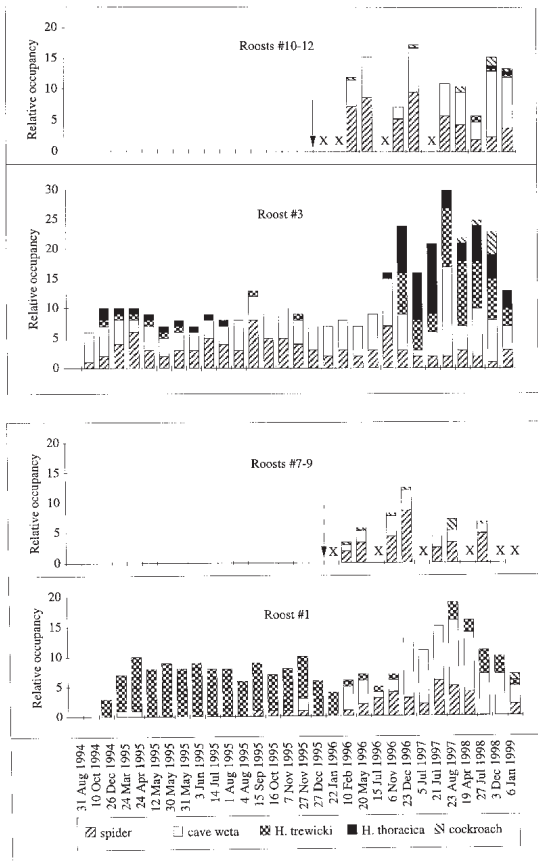 20
15
10
5
0
Relative occupancy
Roosts #10-12
X X X X
30
25
20
15
10
5
0
Relative occupancy
Roost #3
20
15
10
5
0
Relative occupancy
Roosts #7-9
X X X X X X
20
15
10
5
0
Relative occupancy
Roost #1
31 Aug 1994
10 Oct 1994
26 Dec 1994
24 Mar 1995
24 Apr 1995
12 May 1995
30 May 1995
31 May 1995
3 Jun 1995
14 Jul 1995
1 Aug 1995
4 Aug 1995
15 Sep 1995
16 Oct 1995
7 Nov 1995
27 Nov 1995
27 Dec 1995
22 Jan 1996
10 Feb 1996
20 May 1996
15 Jul 1996
6 Nov 1996
23 Dec 1996
5 Jul 1997
21 Jul 1997
23 Aug 1997
19 Apr 1998
27 Jul 1998
3 Dec 1998
6 Jan 1999
spider cave weta H. trewicki H. thoracica cockroach